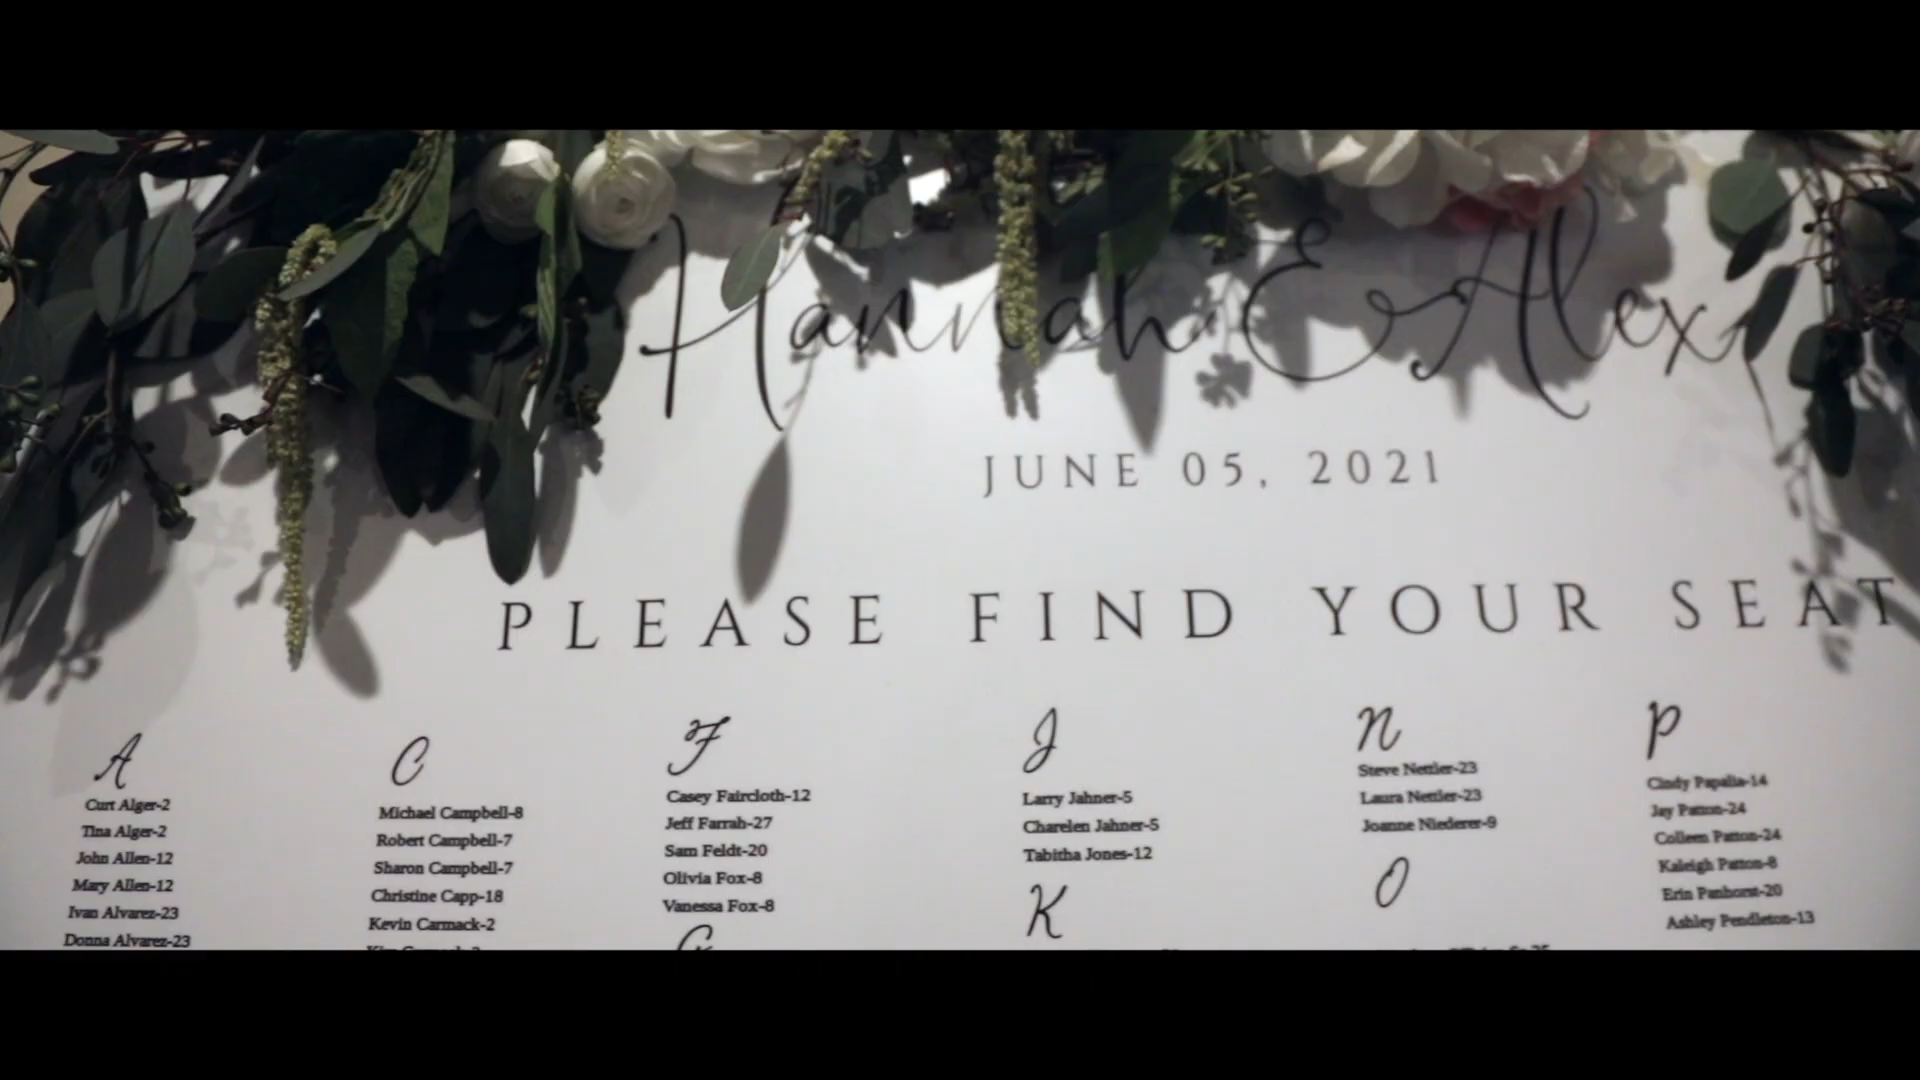 Hannah & Alex
JUNE 05, 2021
PLEASE FIND YOUR SEAT
A
Curt Alger-2
Tina Alger-2
John Allen-12
Mary Allen-12
Ivan Alvarez-23
Donna Alvarez-23
C
Michael Campbell-8
Robert Campbell-7
Sharon Campbell-7
Christine Capp-18
Kevin Carmack-2
F
Casey Faircloth-12
Jeff Farrah-27
Sam Feldt-20
Olivia Fox-8
Vanessa Fox-8
G
J
Larry Jahner-5
Charelen Jahner-5
Tabitha Jones-12
K
N
Steve Nettler-23
Laura Nettler-23
Joanne Niederer-9
O
P
Cindy Papalia-14
Jay Patton-24
Colleen Patton-24
Kaleigh Patton-8
Erin Panhorst-20
Ashley Pendleton-13